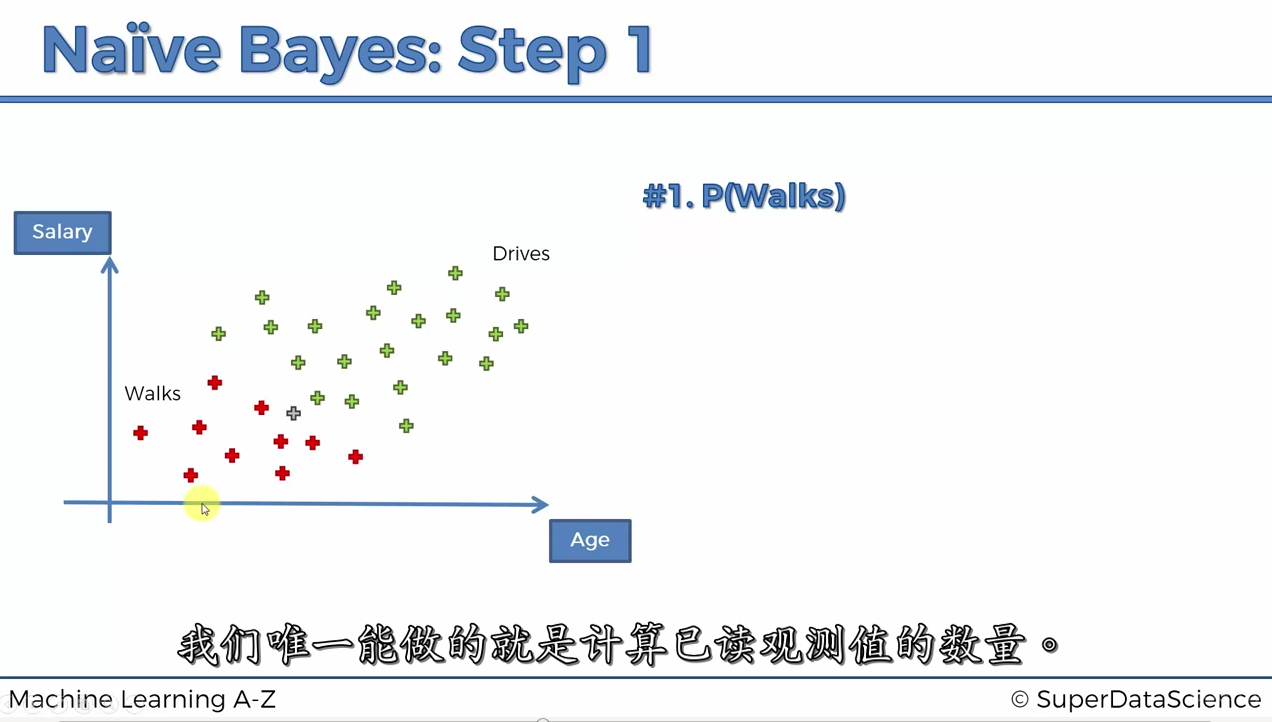 Naïve Bayes: Step 1
#1. P(Walks)
Salary
Drives
Walks
Age
我们唯一能做的就是计算已读观测值的数量。
Machine Learning A-Z
© SuperDataScience